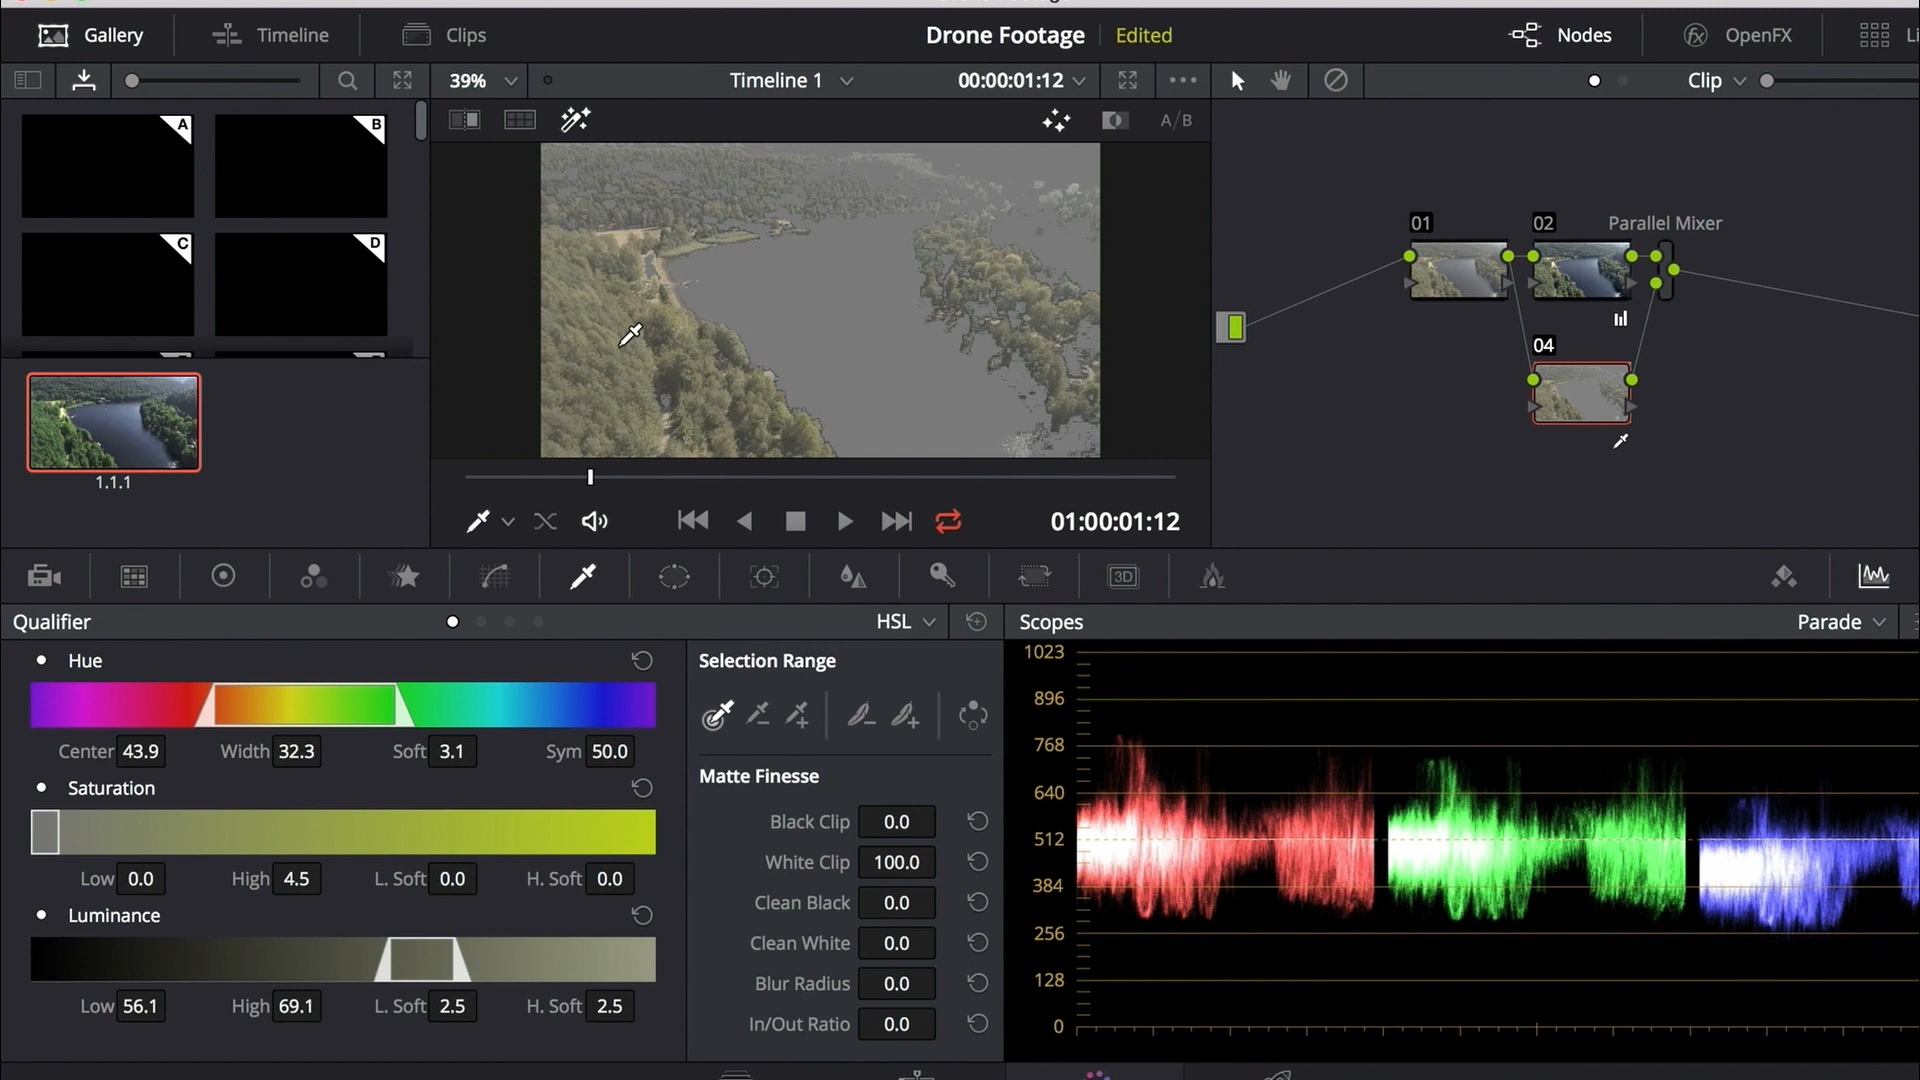 Gallery Timeline Clips Drone Footage Edited Nodes OpenFX
39% Timeline 1 00:00:01:12 Clip
A/B
A B
C D
01 02 Parallel Mixer
04
1.1.1
01:00:01:12
3D
Qualifier HSL Scopes Parade
Hue
Center 43.9 Width 32.3 Soft 3.1 Sym 50.0
Saturation
Low 0.0 High 4.5 L. Soft 0.0 H. Soft 0.0
Luminance
Low 56.1 High 69.1 L. Soft 2.5 H. Soft 2.5
Selection Range
Matte Finesse
Black Clip 0.0
White Clip 100.0
Clean Black 0.0
Clean White 0.0
Blur Radius 0.0
In/Out Ratio 0.0
1023
896
768
640
512
384
256
128
0